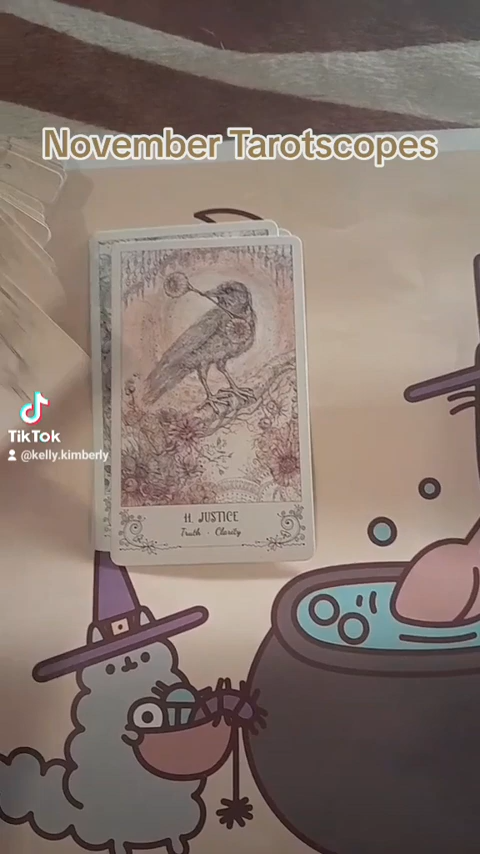 November Tarotscopes
TikTok
@kelly.kimberly
11. JUSTICE
Truth · Clarity